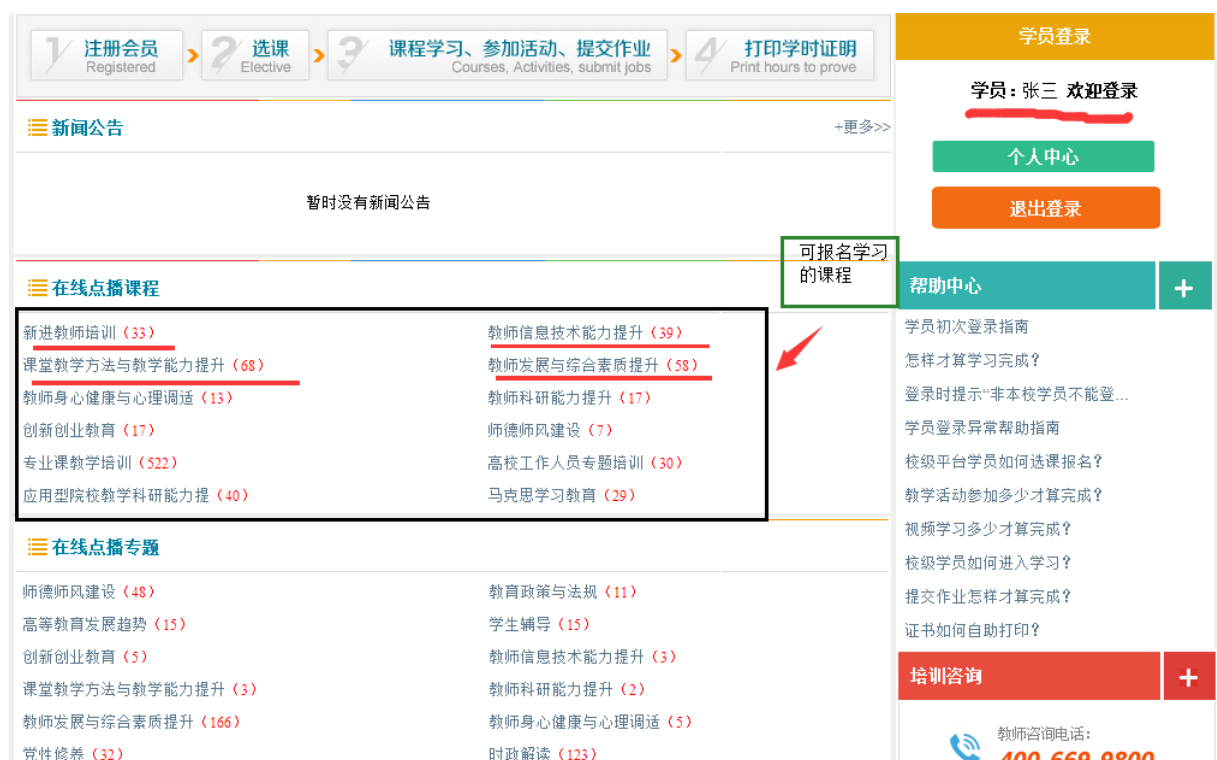 1 注册会员 Registered
2 选课 Elective
3 课程学习、参加活动、提交作业 Courses, Activities, submit jobs
4 打印学时证明 Print hours to prove
新闻公告 +更多>>
暂时没有新闻公告
可报名学习
的课程
在线点播课程
新进教师培训（33） 教师信息技术能力提升（39）
课堂教学方法与教学能力提升（68） 教师发展与综合素质提升（58）
教师身心健康与心理调适（13） 教师科研能力提升（17）
创新创业教育（17） 师德师风建设（7）
专业课教学培训（522） 高校工作人员专题培训（30）
应用型院校教学科研能力提（40） 马克思学习教育（29）
在线点播专题
师德师风建设（48） 教育政策与法规（11）
高等教育发展趋势（15） 学生辅导（15）
创新创业教育（5） 教师信息技术能力提升（3）
课堂教学方法与教学能力提升（3） 教师科研能力提升（2）
教师发展与综合素质提升（166） 教师身心健康与心理调适（5）
党性修养（32） 时政解读（123）
学员登录
学员：张三 欢迎登录
个人中心
退出登录
帮助中心 +
学员初次登录指南
怎样才算学习完成？
登录时提示“非本校学员不能登...
学员登录异常帮助指南
校级平台学员如何选课报名？
教学活动参加多少才算完成？
视频学习多少才算完成？
校级学员如何进入学习？
提交作业怎样才算完成？
证书如何自助打印？
培训咨询 +
教师咨询电话：
400-669-9800